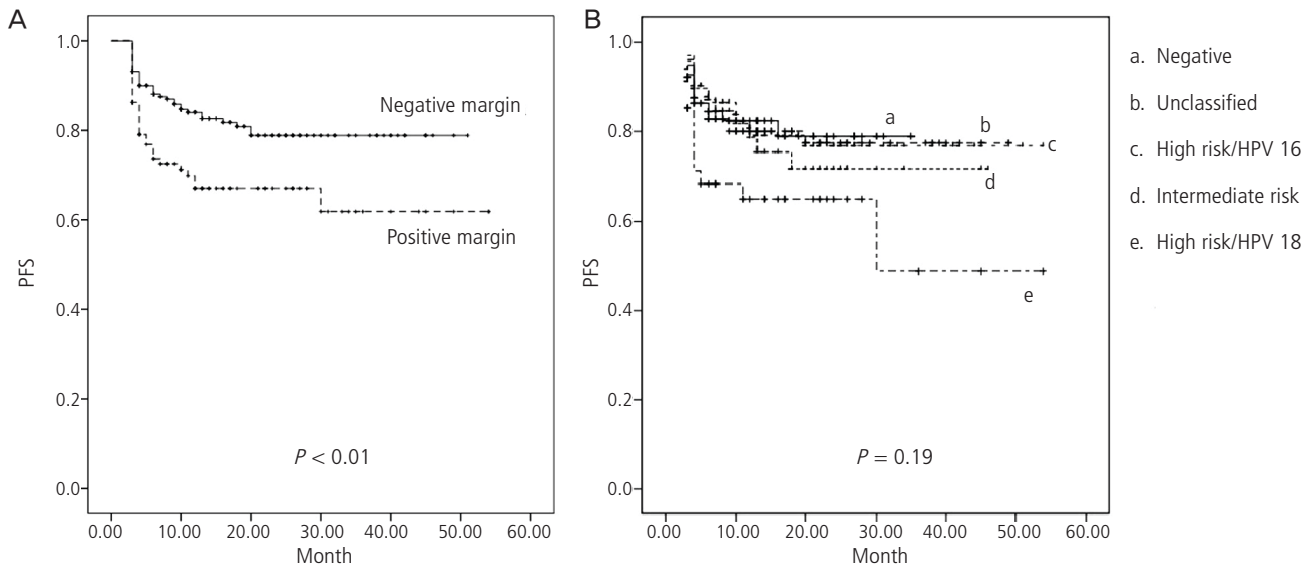 A
1.0
0.8
0.6
0.4
0.2
0.0
PFS
Negative margin
Positive margin
P < 0.01
0.00 10.00 20.00 30.00 40.00 50.00 60.00
Month
B
1.0
0.8
0.6
0.4
0.2
0.0
PFS
a
b
c
d
e
P = 0.19
0.00 10.00 20.00 30.00 40.00 50.00 60.00
Month
a. Negative
b. Unclassified
c. High risk/HPV 16
d. Intermediate risk
e. High risk/HPV 18